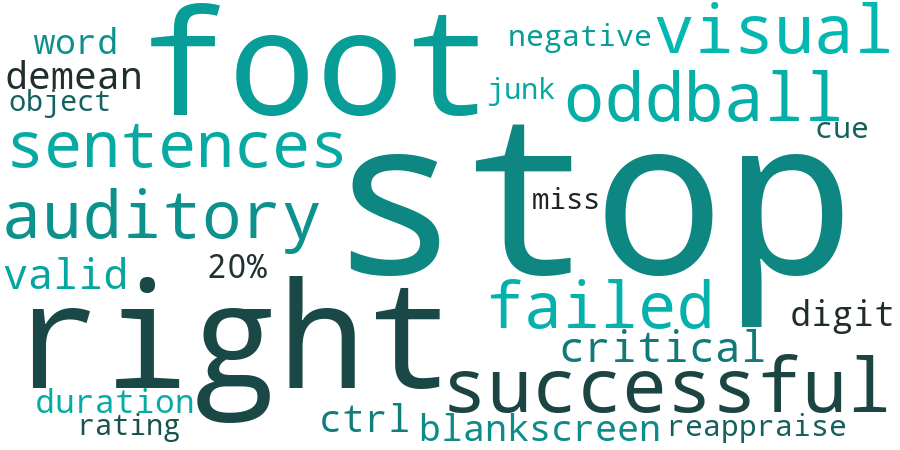 word
foot
negative
visual
demean
object
junk
oddball
cue
sentences
stop
miss
auditory
valid
20%
right
failed
digit
critical
successful
duration
rating
ctrl
blankscreen
reappraise